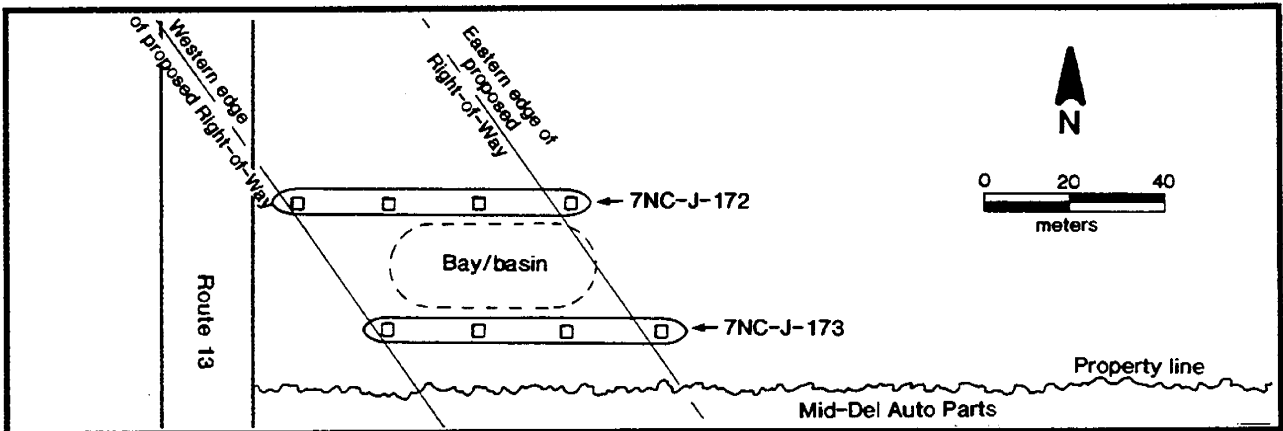 Western edge
of proposed Right-of-Way
Eastern edge of
proposed
Right-of-Way
N
0 20 40
meters
7NC-J-172
Bay/basin
Route 13
7NC-J-173
Property line
Mid-Del Auto Parts